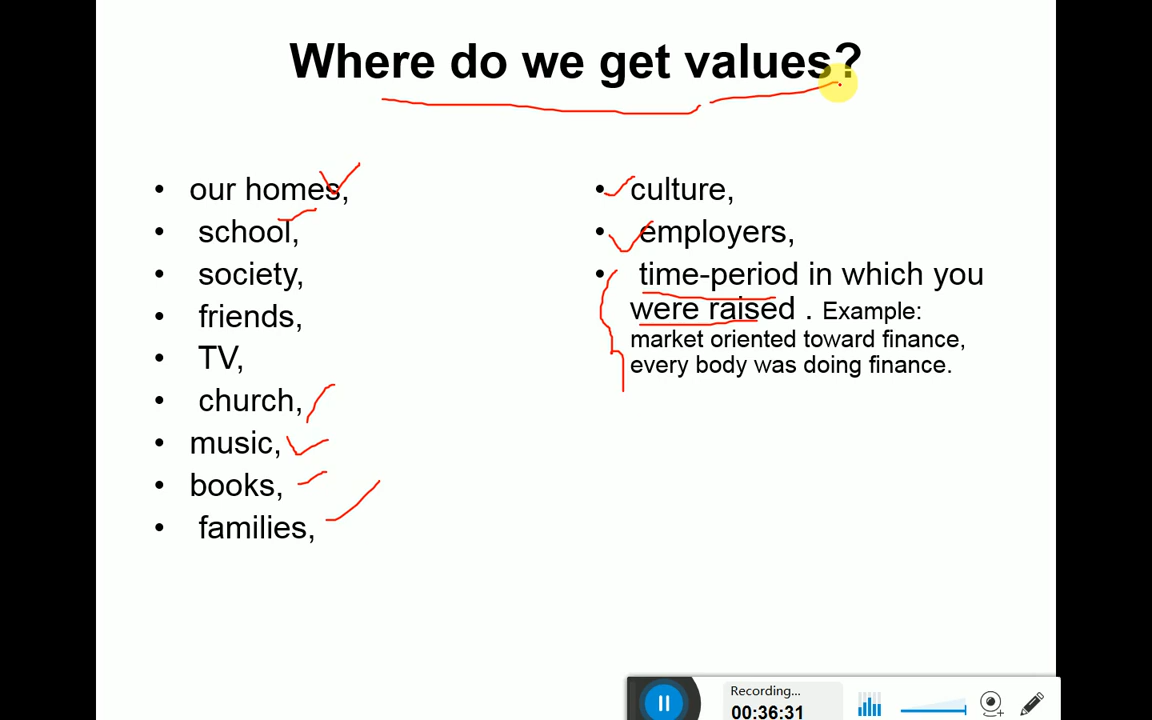 Where do we get values?
• our homes,
• school,
• society,
• friends,
• TV,
• church,
• music,
• books,
• families,
• culture,
• employers,
• time-period in which you
were raised . Example:
market oriented toward finance,
every body was doing finance.
Recording...
00:36:31